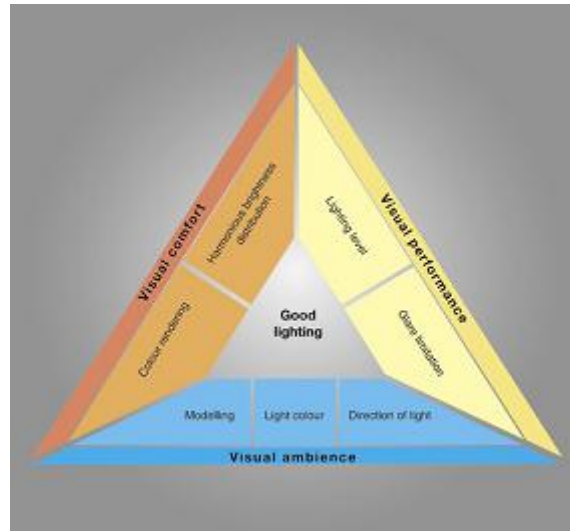 Visual comfort
Harmonious brightness
distribution
Colour rendering
Visual performance
Lighting level
Glare limitation
Good
lighting
Modelling
Light colour
Direction of light
Visual ambience